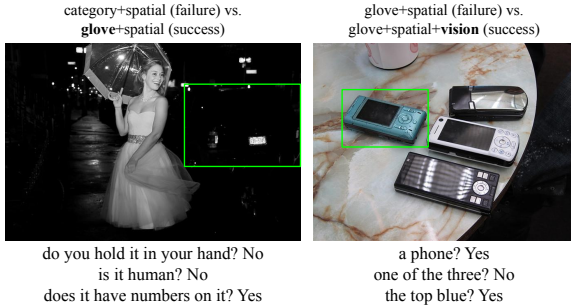 category+spatial (failure) vs.
glove+spatial (success)
do you hold it in your hand? No
is it human? No
does it have numbers on it? Yes
glove+spatial (failure) vs.
glove+spatial+vision (success)
a phone? Yes
one of the three? No
the top blue? Yes